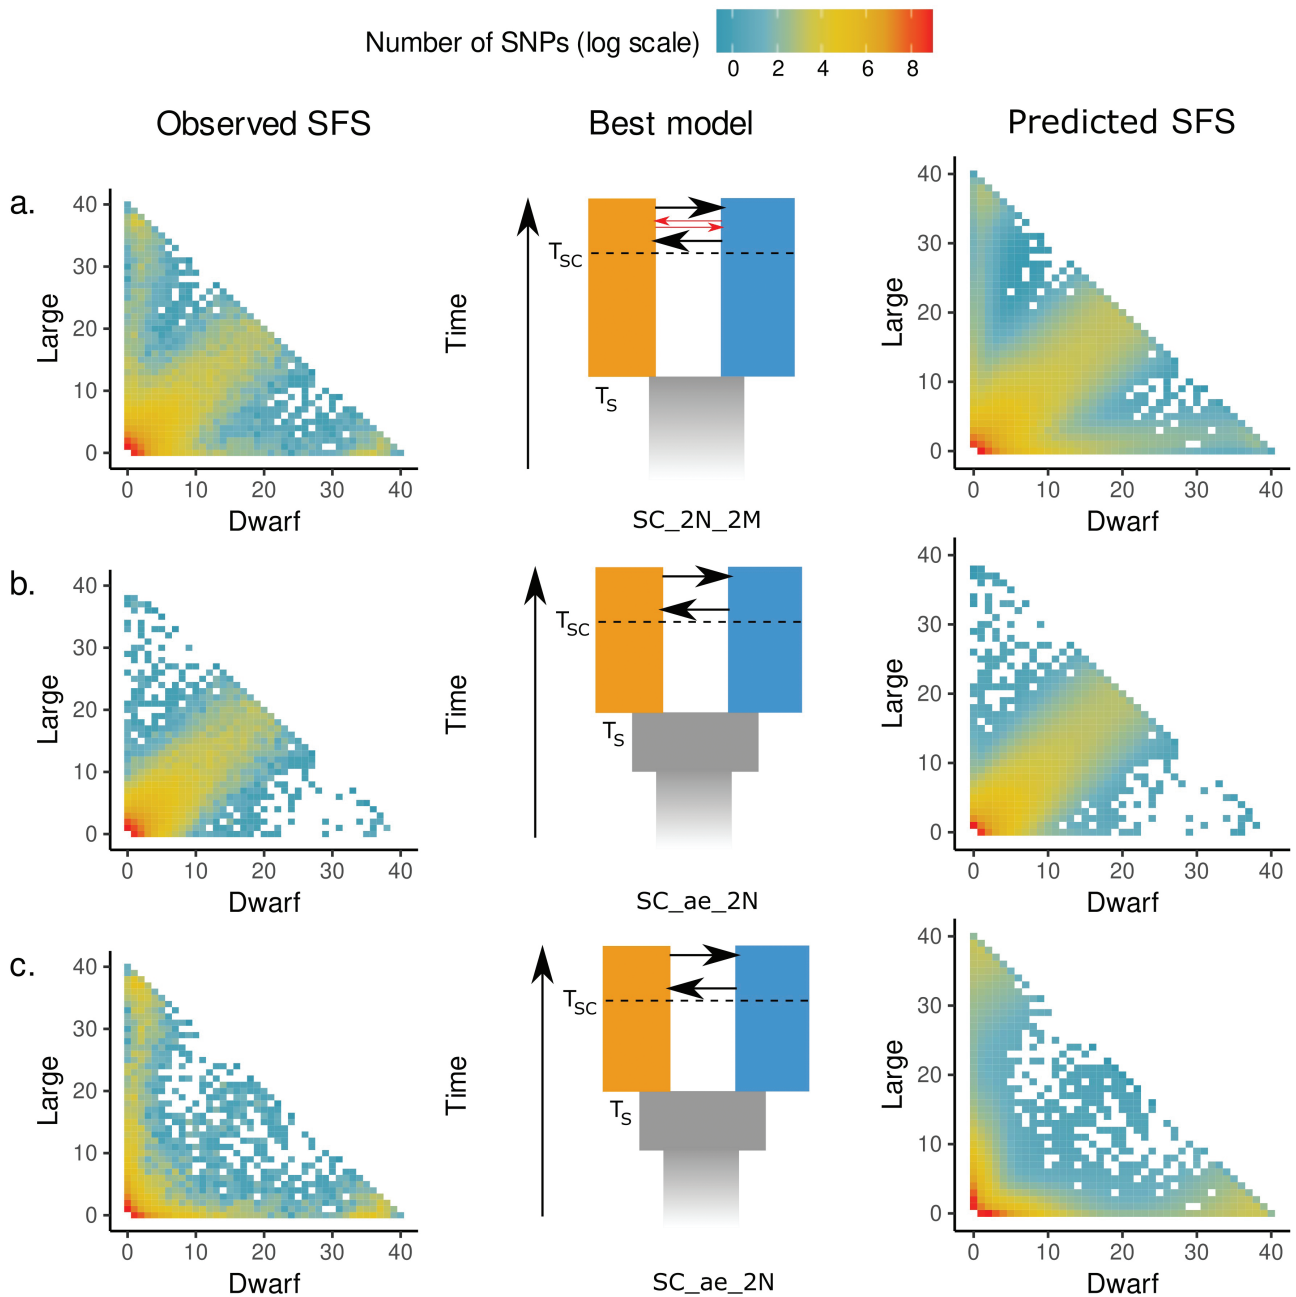 Number of SNPs (log scale)
0 2 4 6 8
Observed SFS
Best model
Predicted SFS
a.
Large
40
30
20
10
0
0 10 20 30 40
Dwarf
Time
TSC
TS
SC_2N_2M
Large
40
30
20
10
0
0 10 20 30 40
Dwarf
b.
Large
40
30
20
10
0
0 10 20 30 40
Dwarf
Time
TSC
TS
SC_ae_2N
Large
40
30
20
10
0
0 10 20 30 40
Dwarf
c.
Large
40
30
20
10
0
0 10 20 30 40
Dwarf
Time
TSC
TS
SC_ae_2N
Large
40
30
20
10
0
0 10 20 30 40
Dwarf